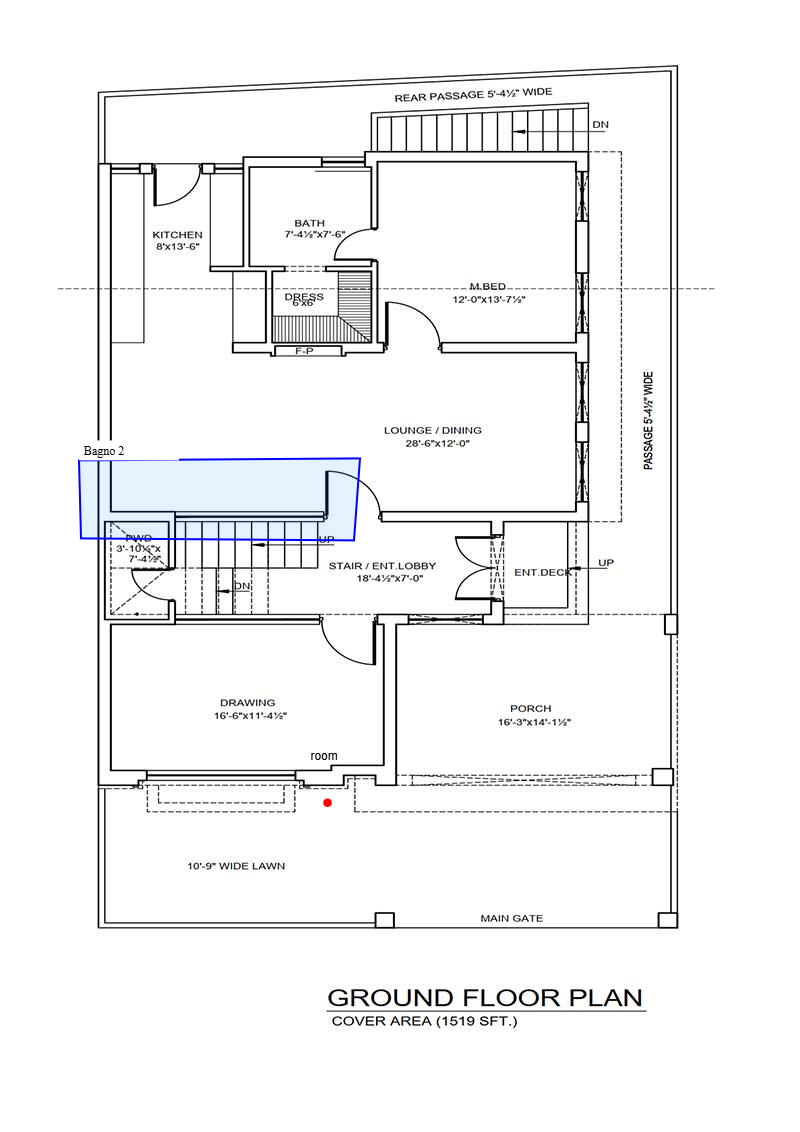 REAR PASSAGE 5'-4½" WIDE
DN
BATH
7'-4½"x7'-6"
KITCHEN
8'x13'-6"
M.BED
12'-0"x13'-7½"
DRESS
6'x6'
F-P
PASSAGE 5'-4½" WIDE
LOUNGE / DINING
28'-6"x12'-0"
Bagno 2
PWD
3'-10½"x
7'-4½"
UP
STAIR / ENT.LOBBY
18'-4½"x7'-0"
UP
ENT.DECK
DN
DRAWING
16'-6"x11'-4½"
PORCH
16'-3"x14'-1½"
room
10'-9" WIDE LAWN
MAIN GATE
GROUND FLOOR PLAN
COVER AREA (1519 SFT.)